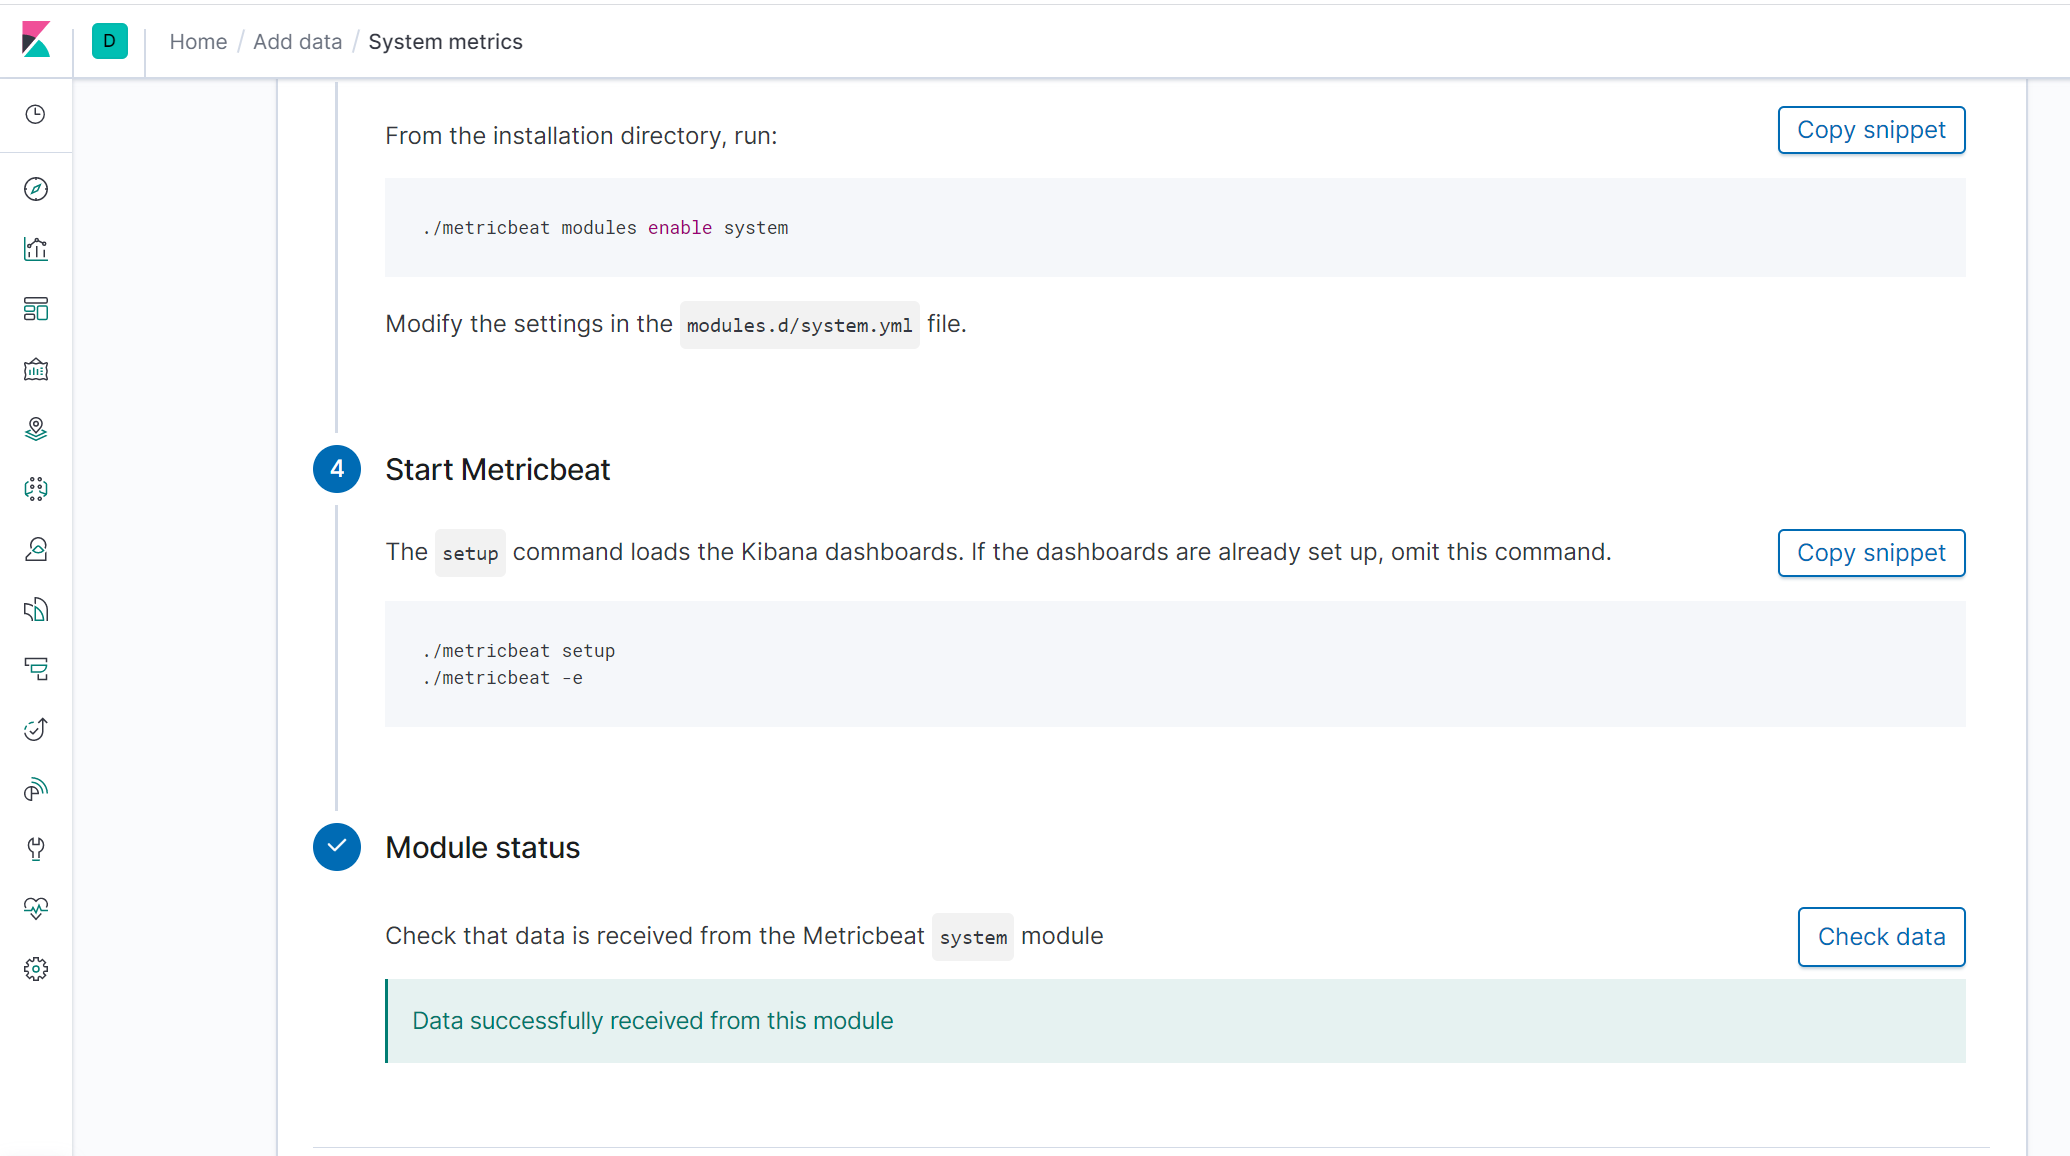 D
Home / Add data / System metrics
From the installation directory, run:
Copy snippet
./metricbeat modules enable system
Modify the settings in the modules.d/system.yml file.
4
Start Metricbeat
The setup command loads the Kibana dashboards. If the dashboards are already set up, omit this command.
Copy snippet
./metricbeat setup
./metricbeat -e
Module status
Check that data is received from the Metricbeat system module
Check data
Data successfully received from this module